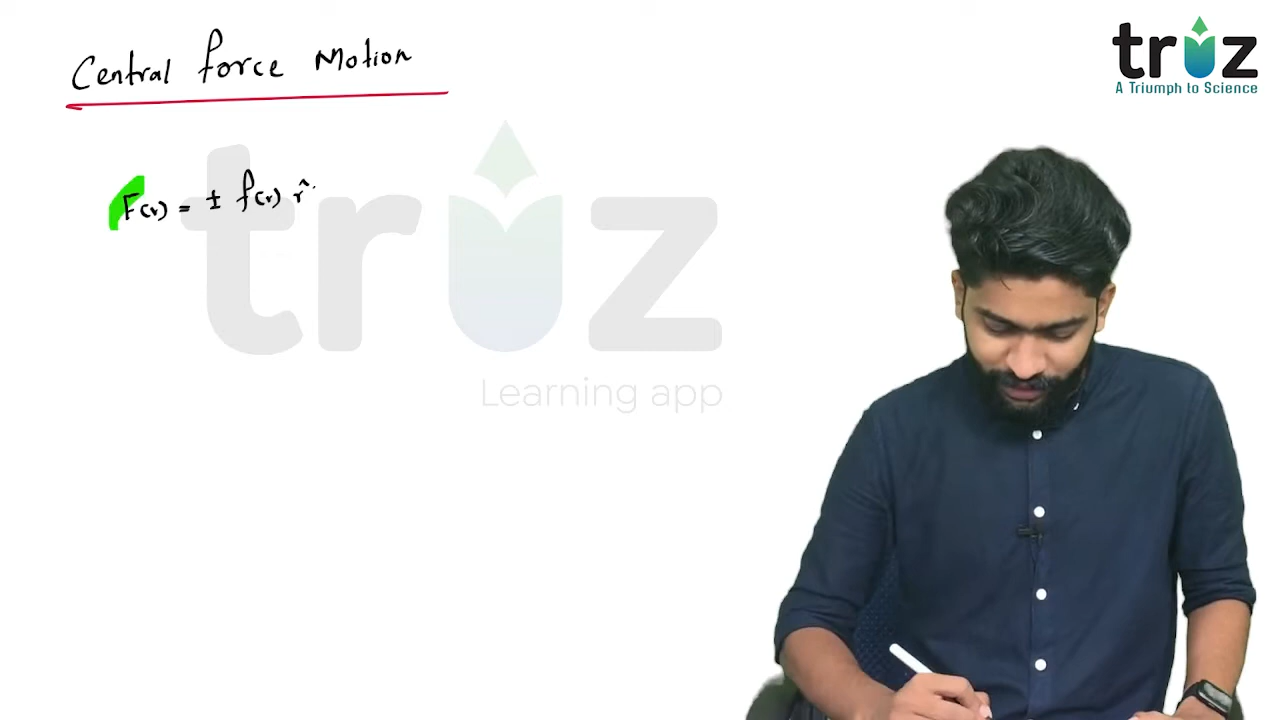 Central force Motion
truz
A Triumph to Science
F(r) = ± f(r) r̂
truz
Learning app